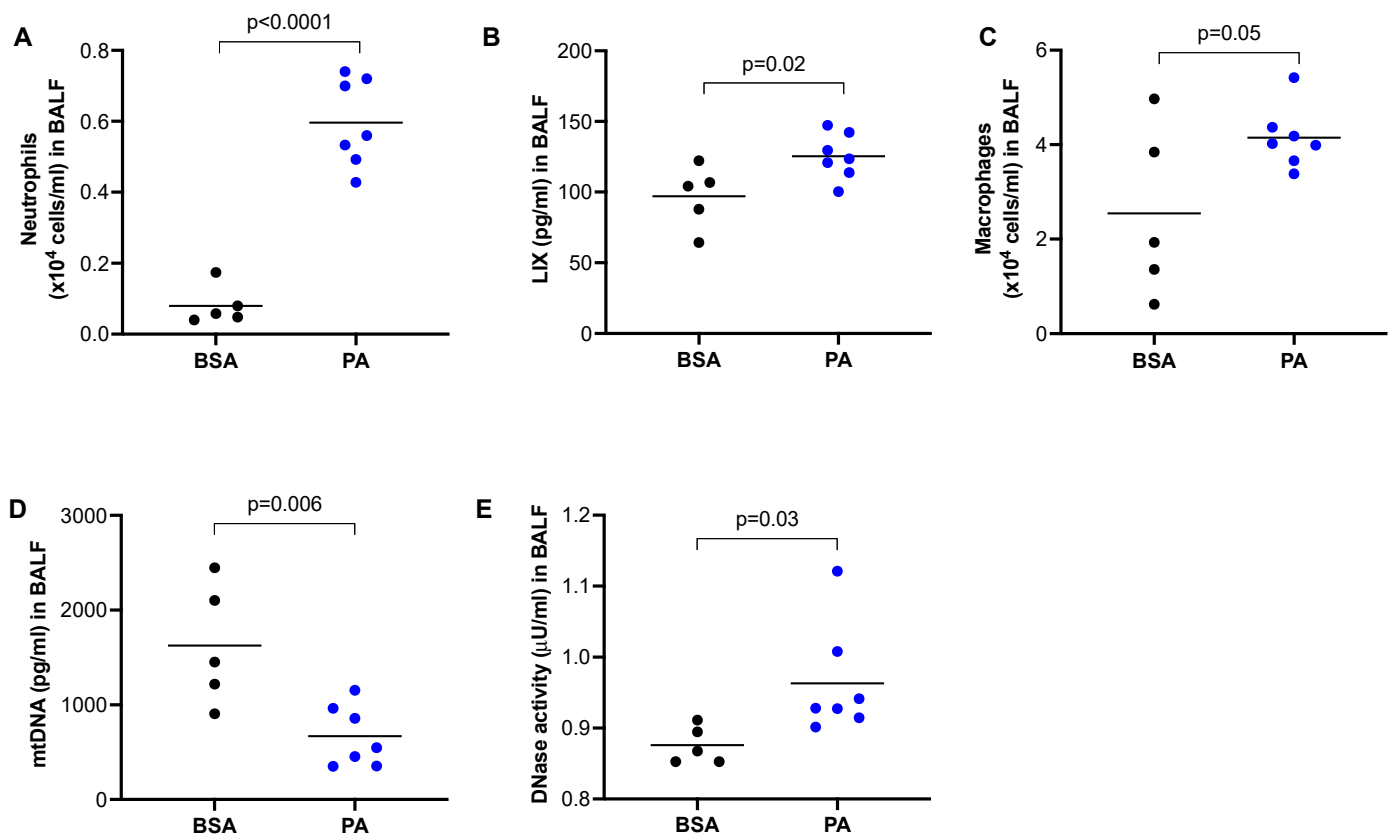 A
p<0.0001
Neutrophils
(x10⁴ cells/ml) in BALF
0.8
0.6
0.4
0.2
0.0
BSA PA
B
p=0.02
LIX (pg/ml) in BALF
200
150
100
50
0
BSA PA
C
p=0.05
Macrophages
(x10⁴ cells/ml) in BALF
6
4
2
0
BSA PA
D
p=0.006
mtDNA (pg/ml) in BALF
3000
2000
1000
0
BSA PA
E
p=0.03
DNase activity (μU/ml) in BALF
1.2
1.1
1.0
0.9
0.8
BSA PA